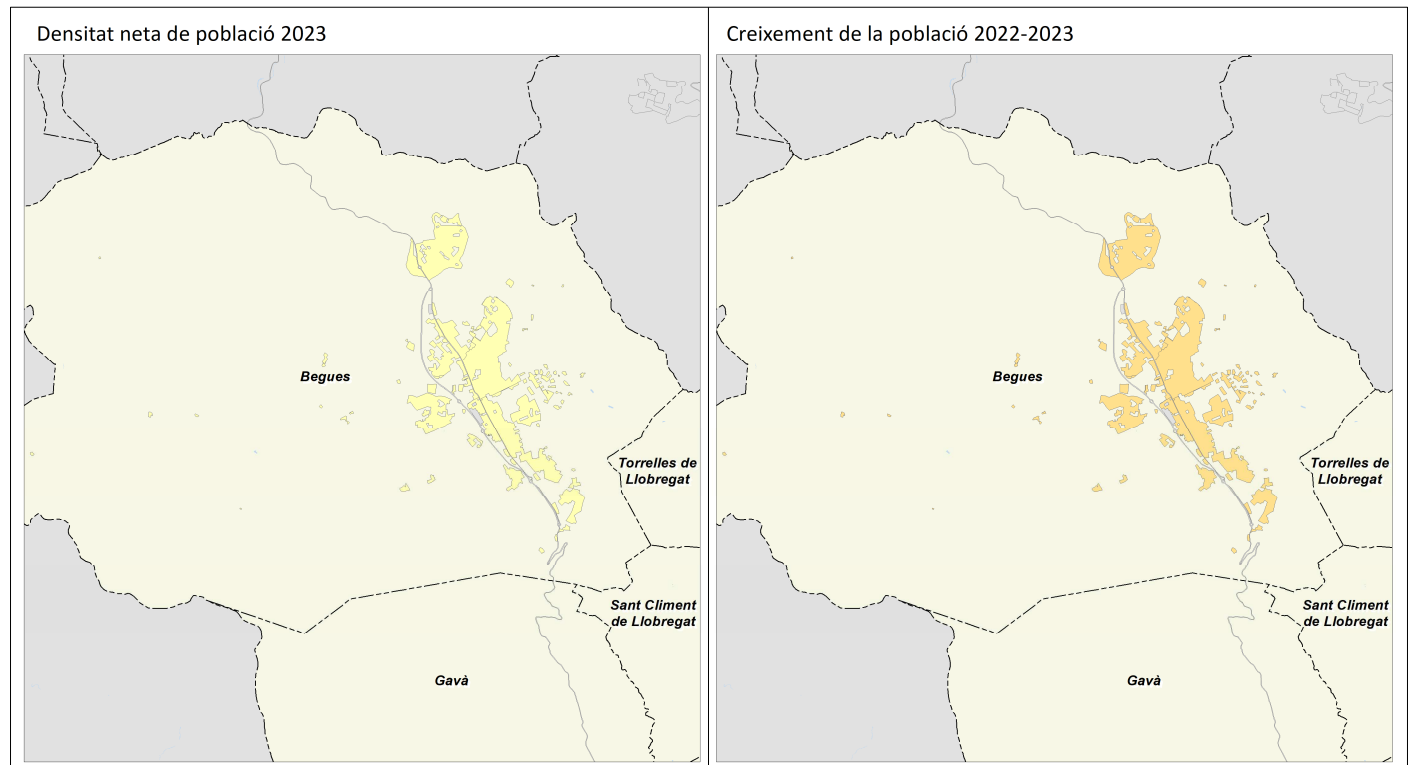 Densitat neta de població 2023
Begues
Torrelles de
Llobregat
Sant Climent
de Llobregat
Gavà
Creixement de la població 2022-2023
Begues
Torrelles de
Llobregat
Sant Climent
de Llobregat
Gavà